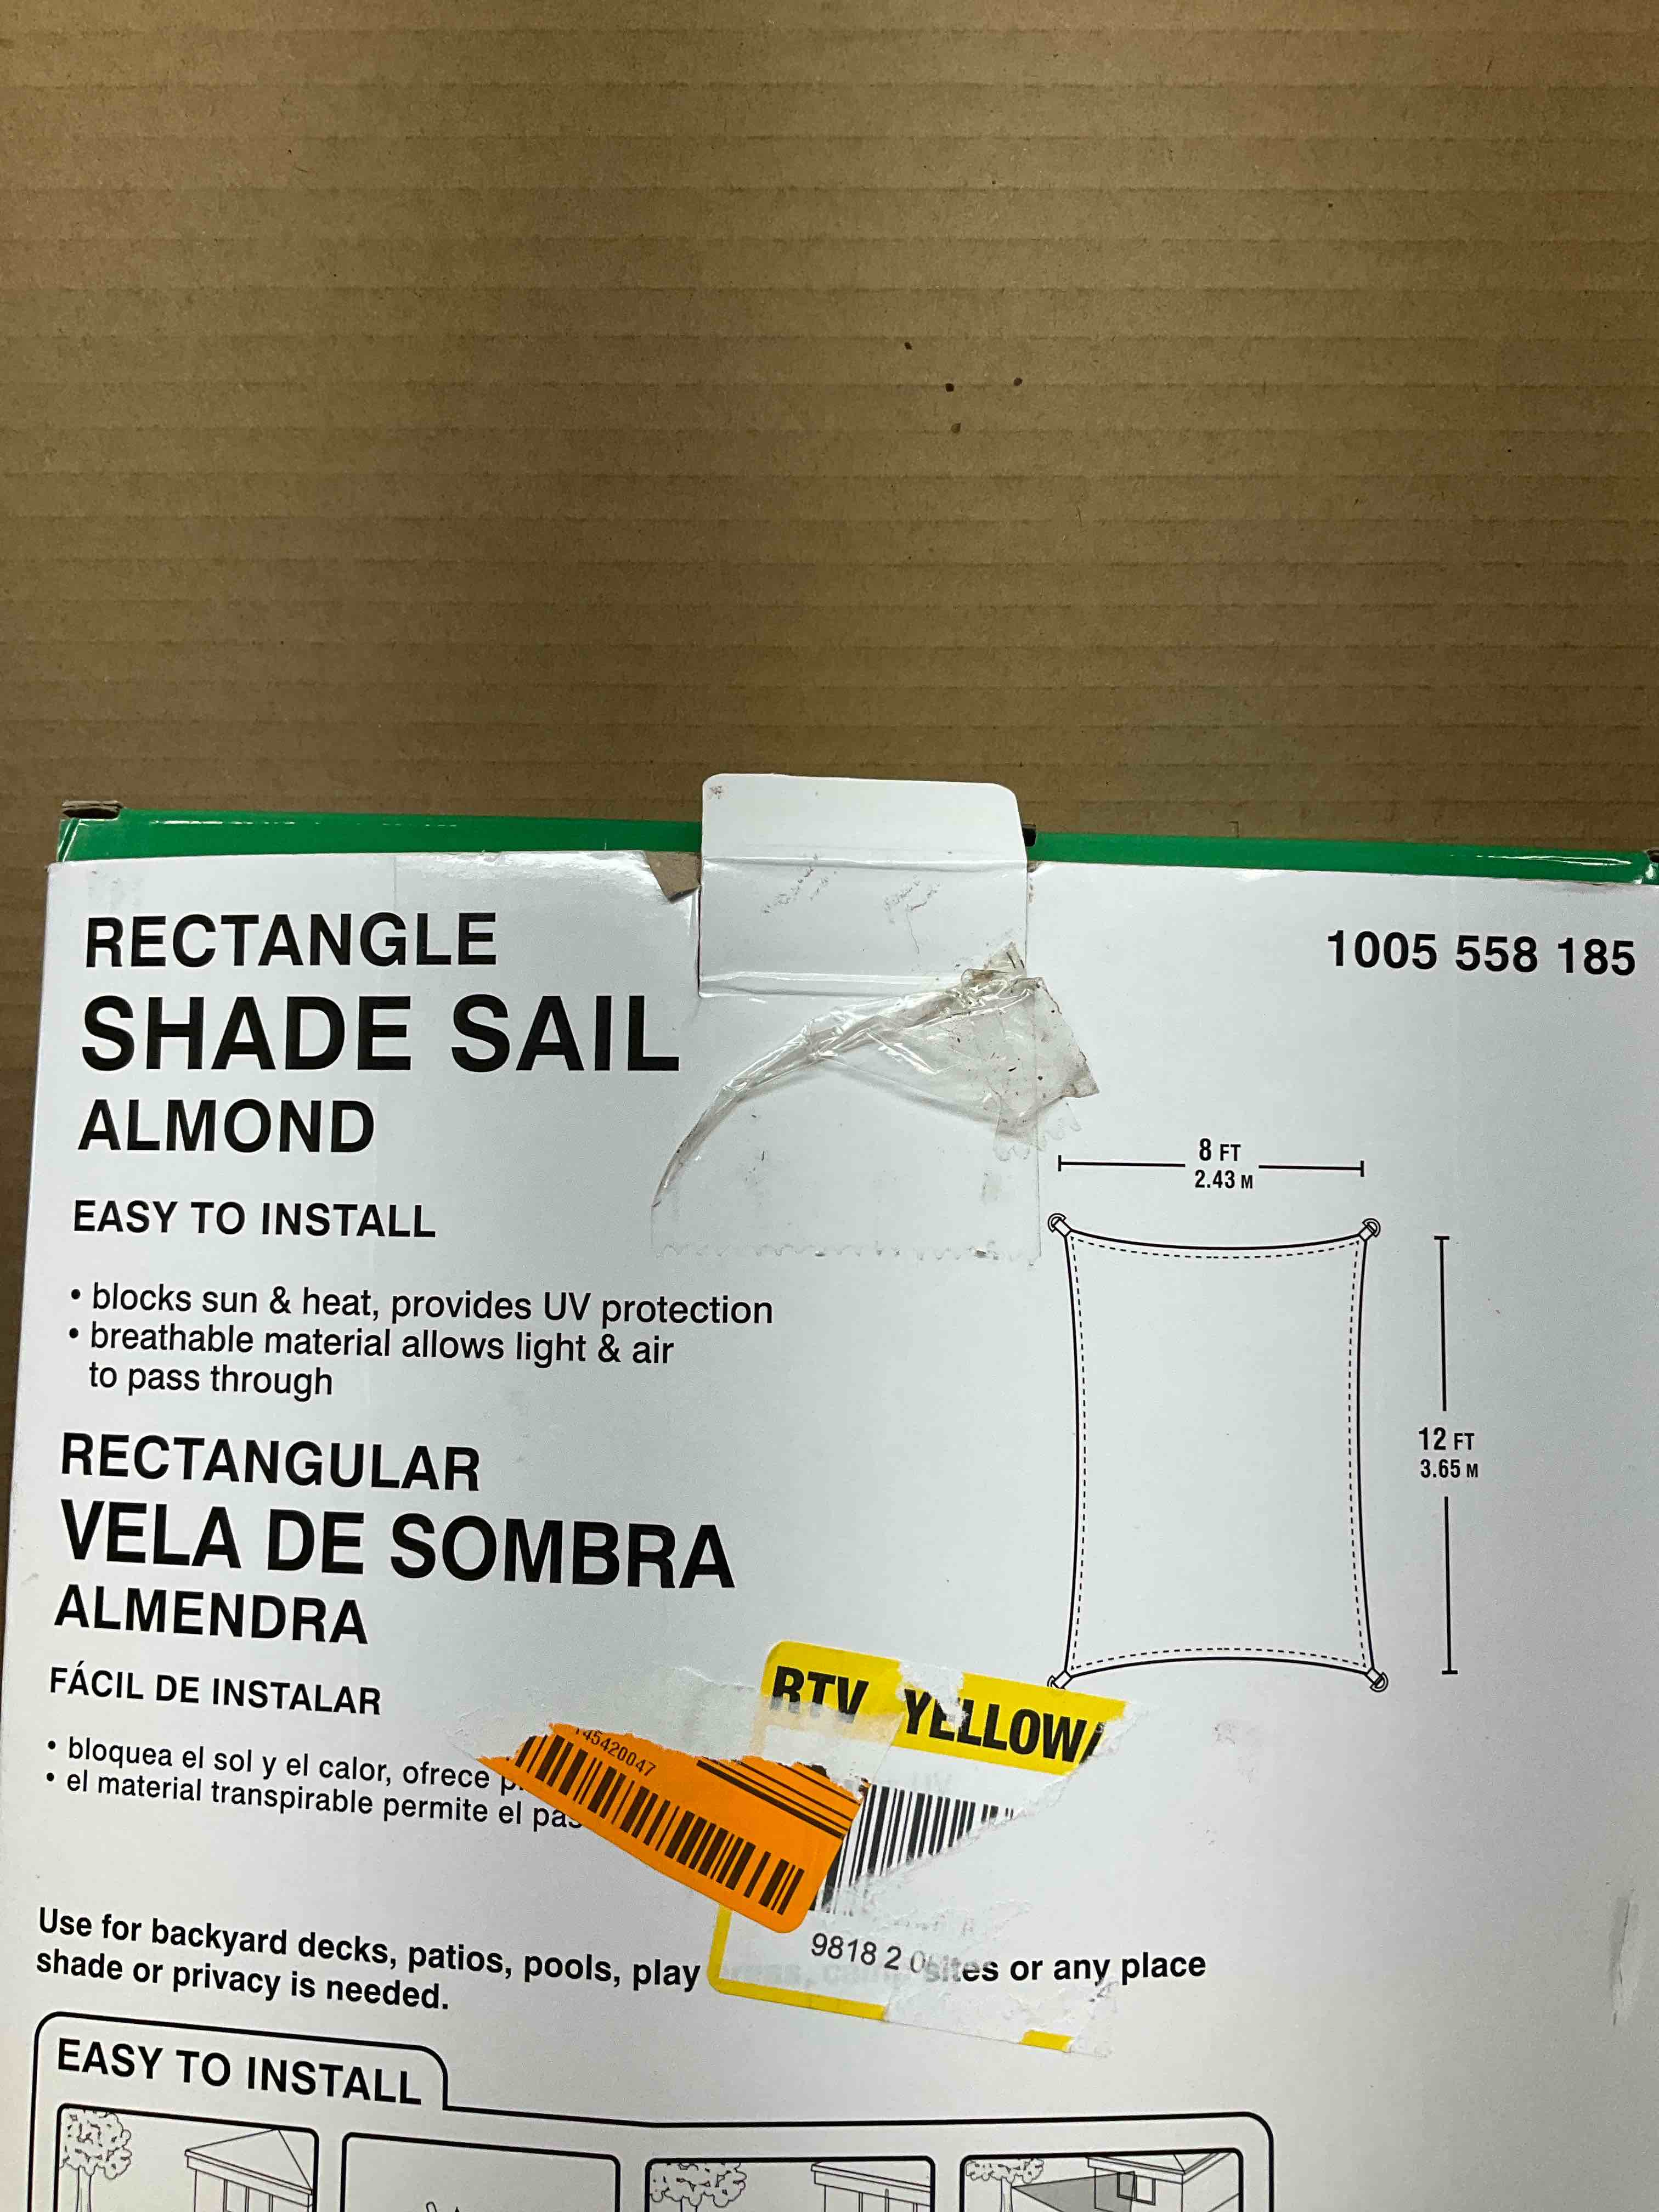 RECTANGLE
SHADE SAIL
ALMOND
1005 558 185
EASY TO INSTALL
• blocks sun & heat, provides UV protection
• breathable material allows light & air
to pass through
8 FT
2.43 M
12 FT
3.65 M
RECTANGULAR
VELA DE SOMBRA
ALMENDRA
FÁCIL DE INSTALAR
• bloquea el sol y el calor, ofrece
• el material transpirable permite el
RTV YELLOW/
45420047
9818 2 0
Use for backyard decks, patios, pools, play sites or any place
shade or privacy is needed.
EASY TO INSTALL